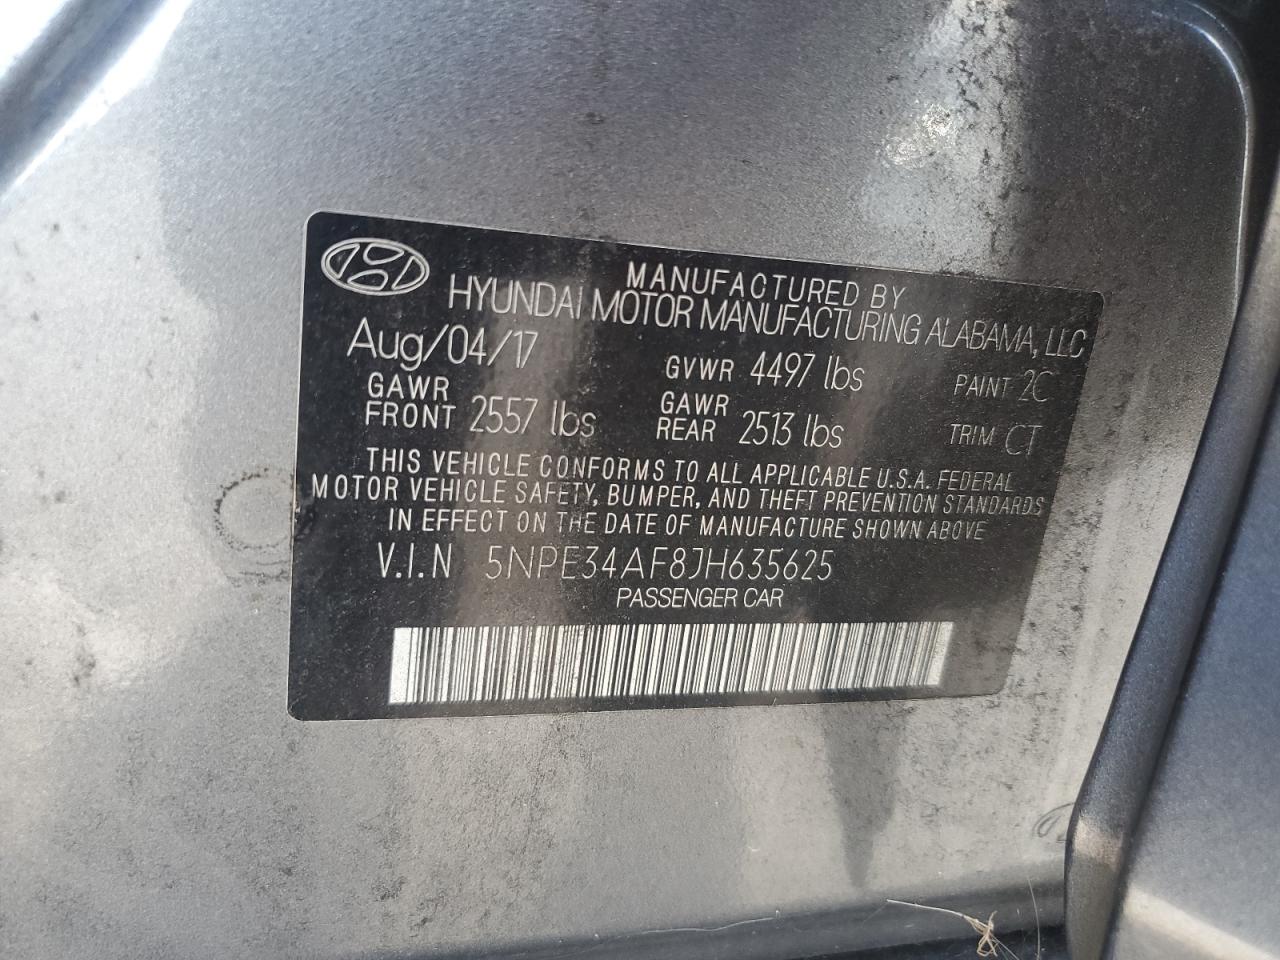 MANUFACTURED BY
HYUNDAI MOTOR MANUFACTURING ALABAMA, LLC
Aug/04/17 GVWR 4497 lbs PAINT 2C
GAWR FRONT 2557 lbs GAWR REAR 2513 lbs TRIM CT
THIS VEHICLE CONFORMS TO ALL APPLICABLE U.S.A. FEDERAL
MOTOR VEHICLE SAFETY, BUMPER, AND THEFT PREVENTION STANDARDS
IN EFFECT ON THE DATE OF MANUFACTURE SHOWN ABOVE
V.I.N 5NPE34AF8JH635625
PASSENGER CAR